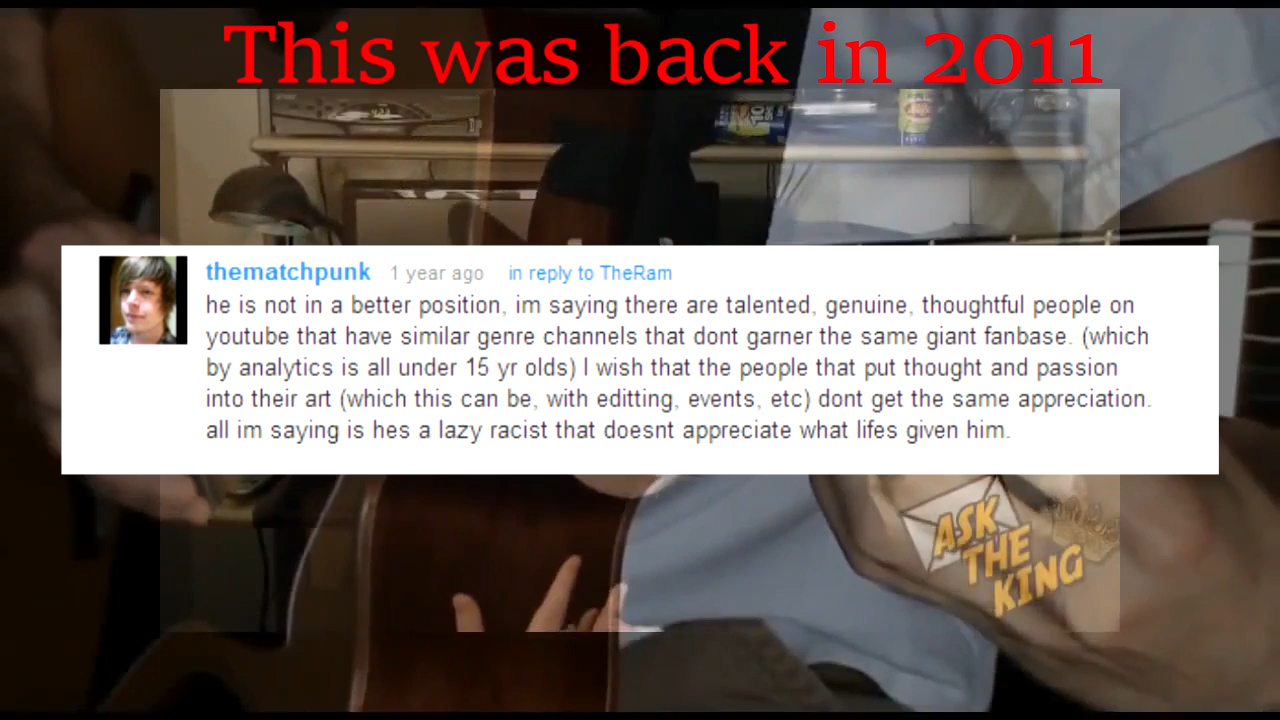 This was back in 2011
thematchpunk 1 year ago in reply to TheRam
he is not in a better position, im saying there are talented, genuine, thoughtful people on
youtube that have similar genre channels that dont garner the same giant fanbase. (which
by analytics is all under 15 yr olds) I wish that the people that put thought and passion
into their art (which this can be, with editting, events, etc) dont get the same appreciation.
all im saying is hes a lazy racist that doesnt appreciate what lifes given him.
ASK
THE
KING